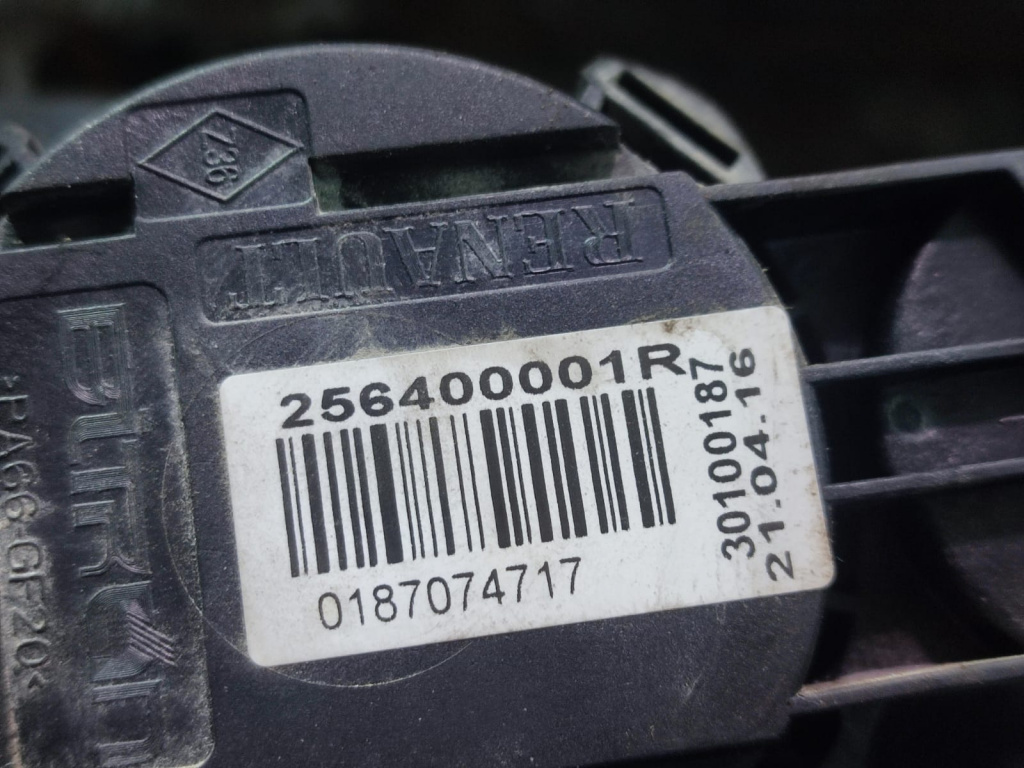 Z36
RENAULT
256400001R
0187074717
30100187
21.04.16
>PA66-GF20<